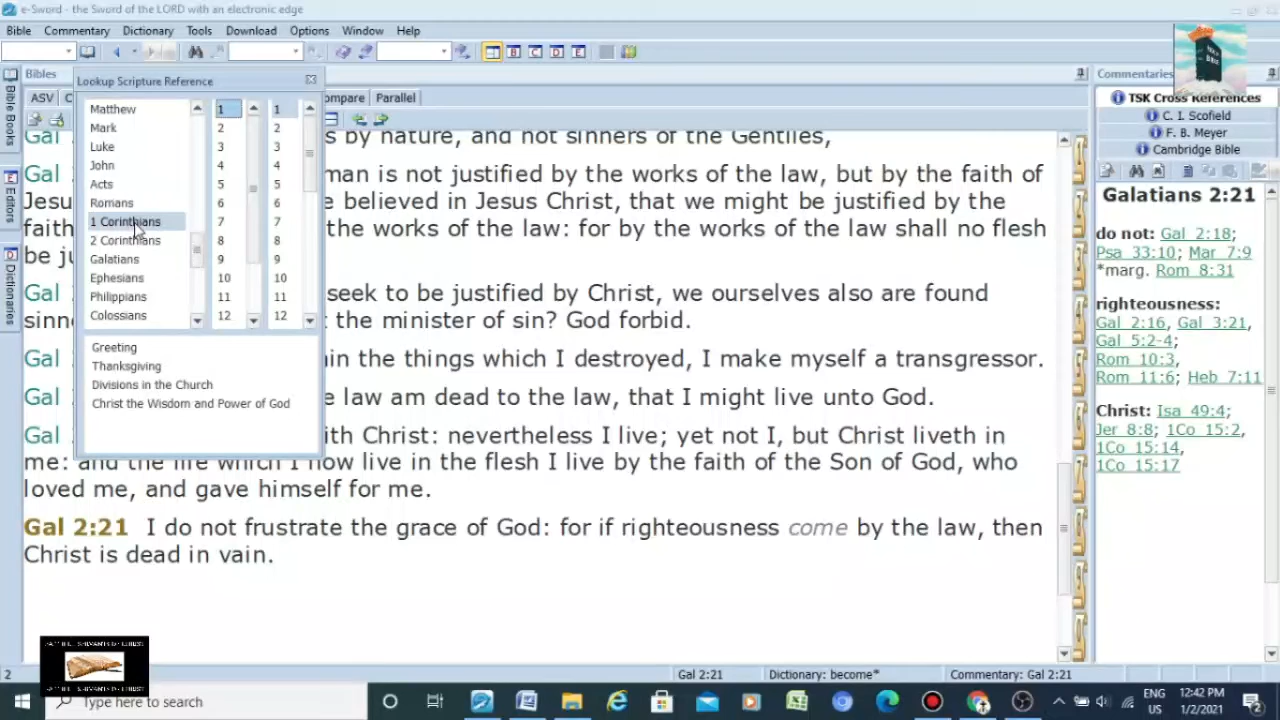 e-Sword - the Sword of the LORD with an electronic edge
Bible Commentary Dictionary Tools Download Options Window Help
B C D E
Bibles
Commentaries
Lookup Scripture Reference
ASV
Compare Parallel
TSK Cross References
C. I. Scofield
F. B. Meyer
Cambridge Bible
Bible Books
Editors
Dictionaries
Matthew 1 1
Mark 2 2
Luke 3 3
John 4 4
Acts 5 5
Romans 6 6
1 Corinthians 7 7
2 Corinthians 8 8
Galatians 9 9
Ephesians 10 10
Philippians 11 11
Colossians 12 12
Greeting
Thanksgiving
Divisions in the Church
Christ the Wisdom and Power of God
Gal s by nature, and not sinners of the Gentiles,
Gal man is not justified by the works of the law, but by the faith of
Jesu e believed in Jesus Christ, that we might be justified by the
faith the works of the law: for by the works of the law shall no flesh
be ju
Gal seek to be justified by Christ, we ourselves also are found
sinne t the minister of sin? God forbid.
Gal in the things which I destroyed, I make myself a transgressor.
Gal e law am dead to the law, that I might live unto God.
Gal ith Christ: nevertheless I live; yet not I, but Christ liveth in
me: and the life which I now live in the flesh I live by the faith of the Son of God, who
loved me, and gave himself for me.
Gal 2:21 I do not frustrate the grace of God: for if righteousness come by the law, then
Christ is dead in vain.
Galatians 2:21
do not: Gal 2:18;
Psa 33:10; Mar 7:9
*marg. Rom 8:31
righteousness:
Gal 2:16, Gal 3:21,
Gal 5:2-4;
Rom 10:3,
Rom 11:6; Heb 7:11
Christ: Isa 49:4;
Jer 8:8; 1Co 15:2,
1Co 15:14,
1Co 15:17
2 Gal 2:21 Dictionary: become* Commentary: Gal 2:21
Type here to search
ENG
US
12:42 PM
1/2/2021
2